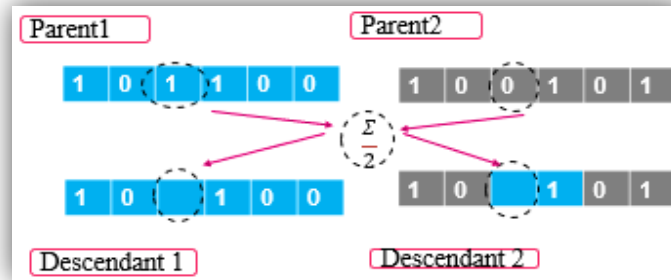 Parent1
Parent2
1 0 1 1 0 0
1 0 0 1 0 1
Σ
2
1 0 1 0 0
1 0 1 0 1
Descendant 1
Descendant 2